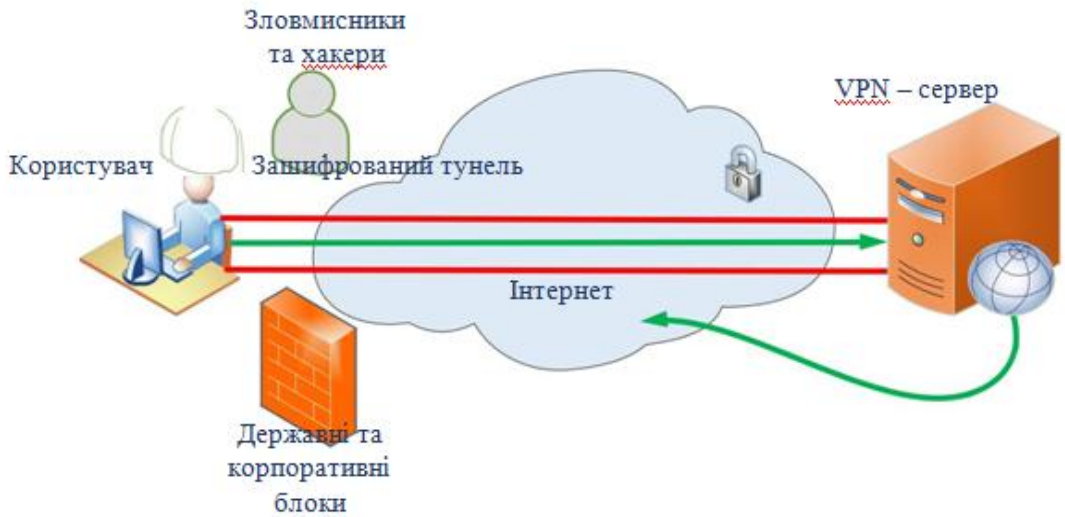 Зловмисники
та хакери
VPN – сервер
Користувач
Зашифрований тунель
Інтернет
Державні та
корпоративні
блоки